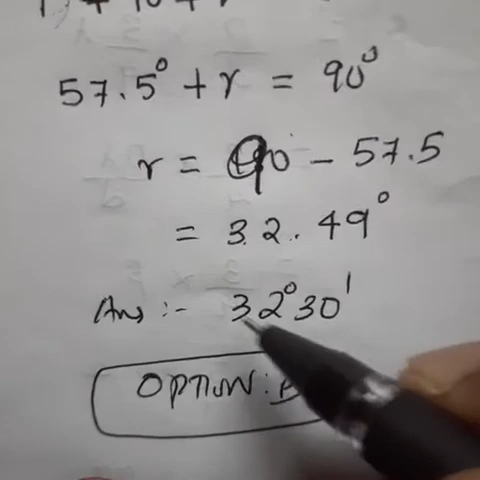 57.5° + r = 90°
r = 90 - 57.5
= 32.49°
Ans :- 32°30'
OPTION: